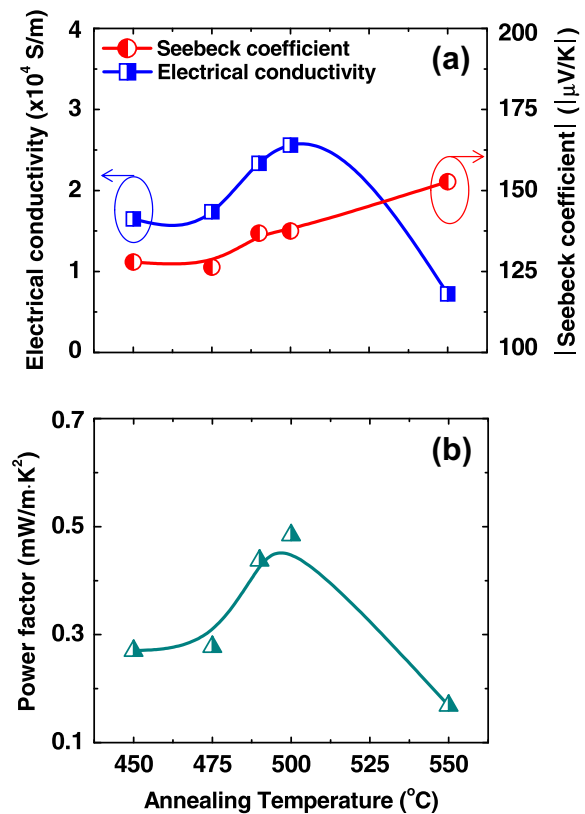 Seebeck coefficient
Electrical conductivity
(a)
Electrical conductivity (x10⁴ S/m)
4
3
2
1
0
|Seebeck coefficient| (|µV/K|)
200
175
150
125
100
(b)
Power factor (mW/m·K²)
0.7
0.5
0.3
0.1
450 475 500 525 550
Annealing Temperature (°C)